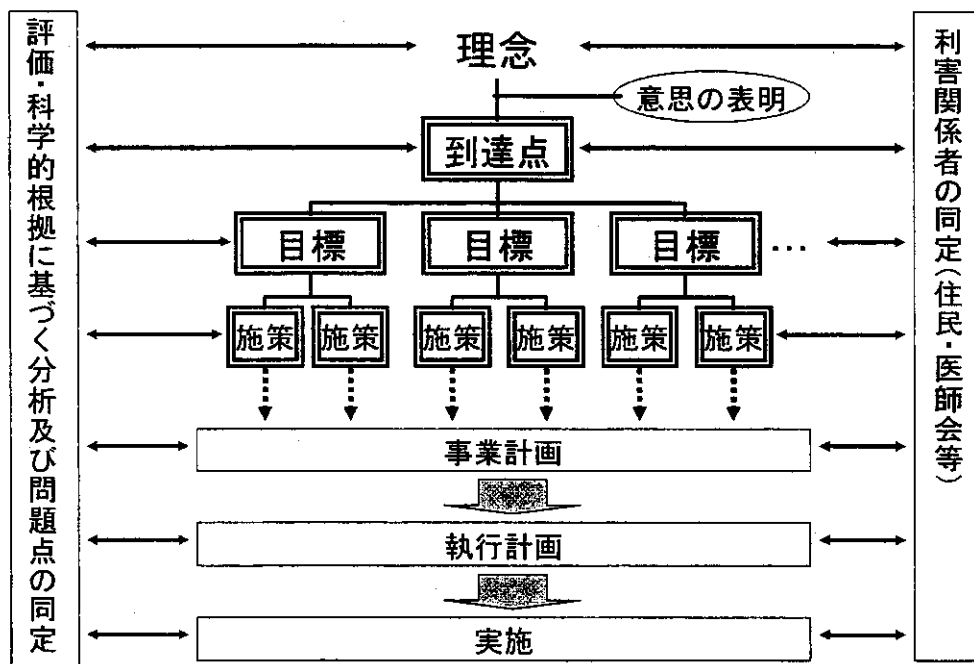 評価・科学的根拠に基づく分析及び問題点の同定
理念
意思の表明
到達点
目標 目標 目標 …
施策 施策 施策 施策 施策 施策
事業計画
執行計画
実施
利害関係者の同定(住民・医師会等)